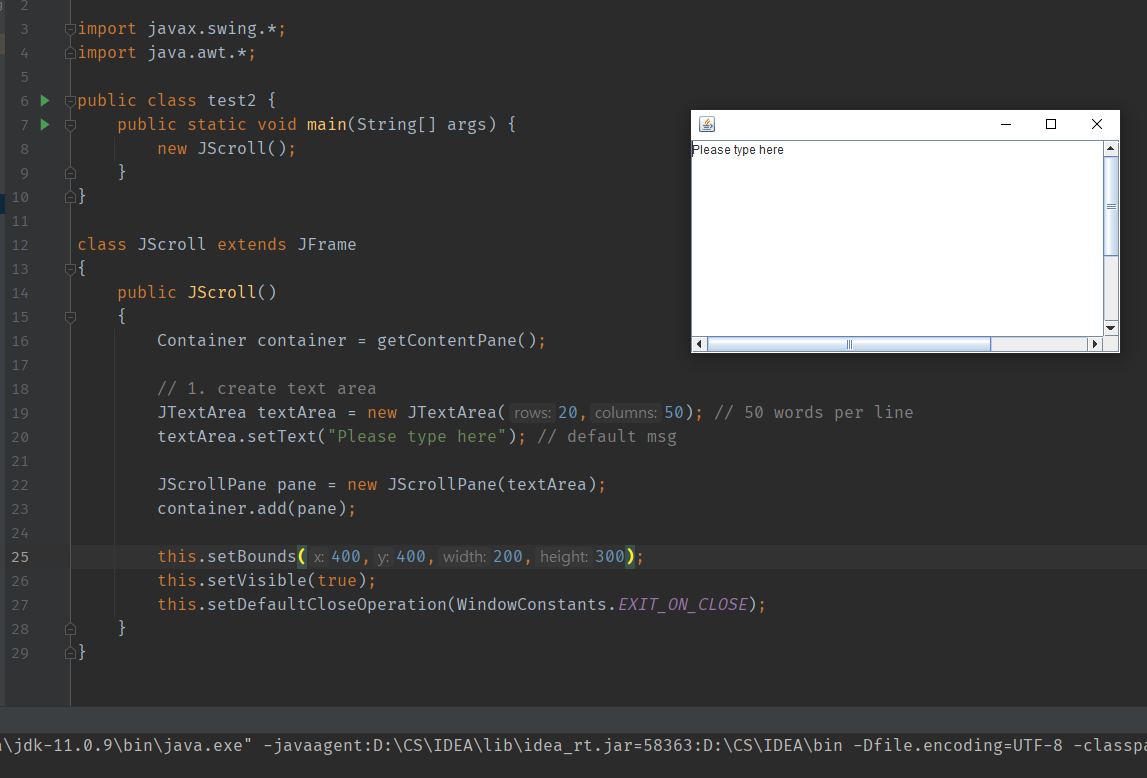 2
3 import javax.swing.*;
4 import java.awt.*;
5
6 public class test2 {
7 public static void main(String[] args) {
8 new JScroll();
9 }
10 }
11
12 class JScroll extends JFrame
13 {
14 public JScroll()
15 {
16 Container container = getContentPane();
17
18 // 1. create text area
19 JTextArea textArea = new JTextArea( rows: 20, columns: 50); // 50 words per line
20 textArea.setText("Please type here"); // default msg
21
22 JScrollPane pane = new JScrollPane(textArea);
23 container.add(pane);
24
25 this.setBounds( x: 400, y: 400, width: 200, height: 300);
26 this.setVisible(true);
27 this.setDefaultCloseOperation(WindowConstants.EXIT_ON_CLOSE);
28 }
29 }
Please type here
\jdk-11.0.9\bin\java.exe" -javaagent:D:\CS\IDEA\lib\idea_rt.jar=58363:D:\CS\IDEA\bin -Dfile.encoding=UTF-8 -classpa